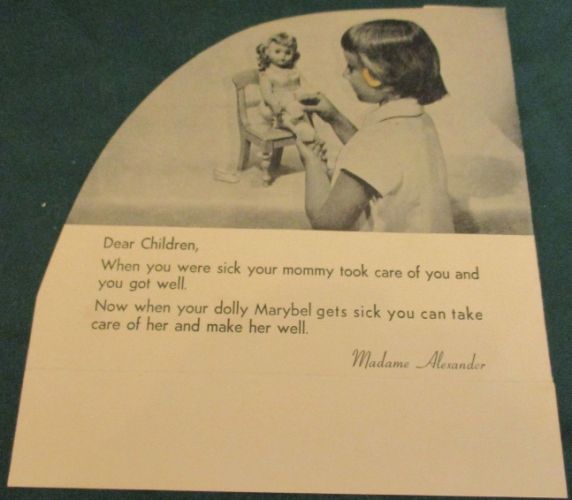 Dear Children,
When you were sick your mommy took care of you and
you got well.
Now when your dolly Marybel gets sick you can take
care of her and make her well.
Madame Alexander